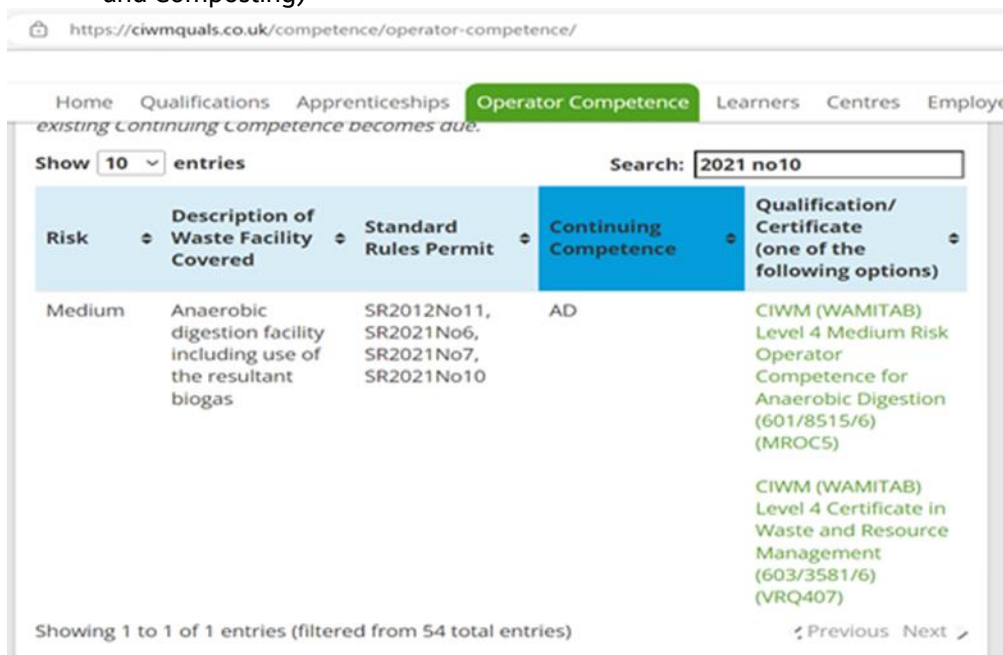 and Composting)
https://ciwmquals.co.uk/competence/operator-competence/
Home Qualifications Apprenticeships Operator Competence Learners Centres Employe
existing Continuing Competence becomes due.
Show 10 entries Search: 2021 no10
Risk
Description of
Waste Facility
Covered
Standard
Rules Permit
Continuing
Competence
Qualification/
Certificate
(one of the
following options)
Medium
Anaerobic
digestion facility
including use of
the resultant
biogas
SR2012No11,
SR2021No6,
SR2021No7,
SR2021No10
AD
CIWM (WAMITAB)
Level 4 Medium Risk
Operator
Competence for
Anaerobic Digestion
(601/8515/6)
(MROC5)
CIWM (WAMITAB)
Level 4 Certificate in
Waste and Resource
Management
(603/3581/6)
(VRQ407)
Showing 1 to 1 of 1 entries (filtered from 54 total entries) Previous Next